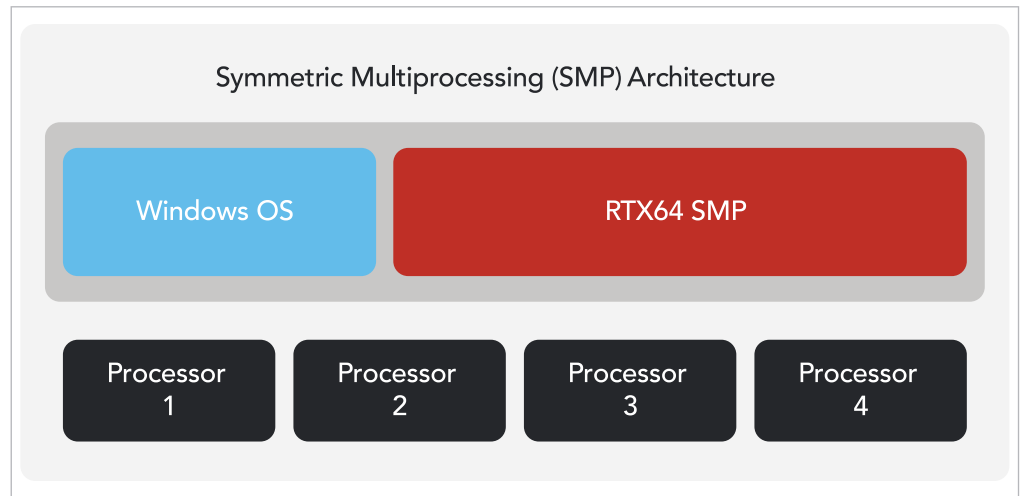 Symmetric Multiprocessing (SMP) Architecture
Windows OS
RTX64 SMP
Processor
1
Processor
2
Processor
3
Processor
4